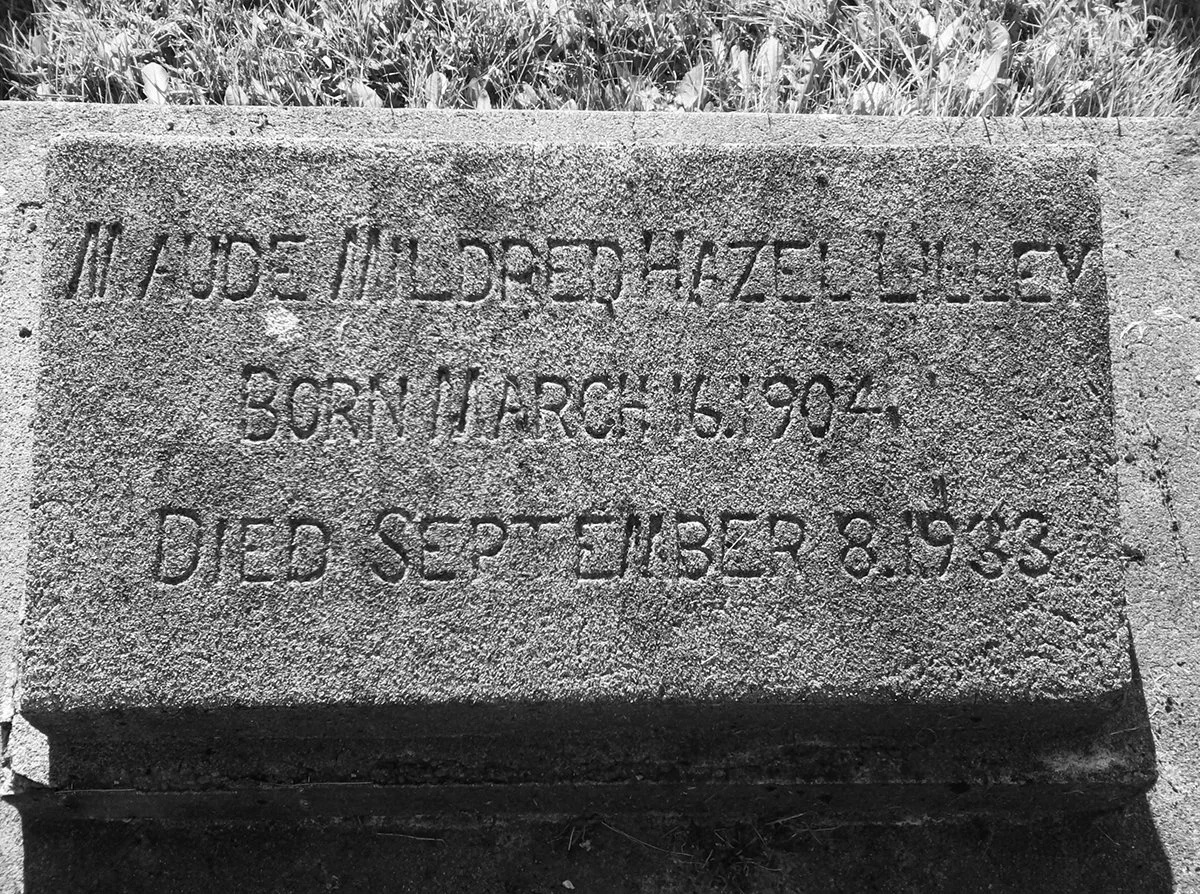 MAUDE MILDRED HAZEL LILLEY
BORN MARCH 16.1904.
DIED SEPTEMBER 8.1933